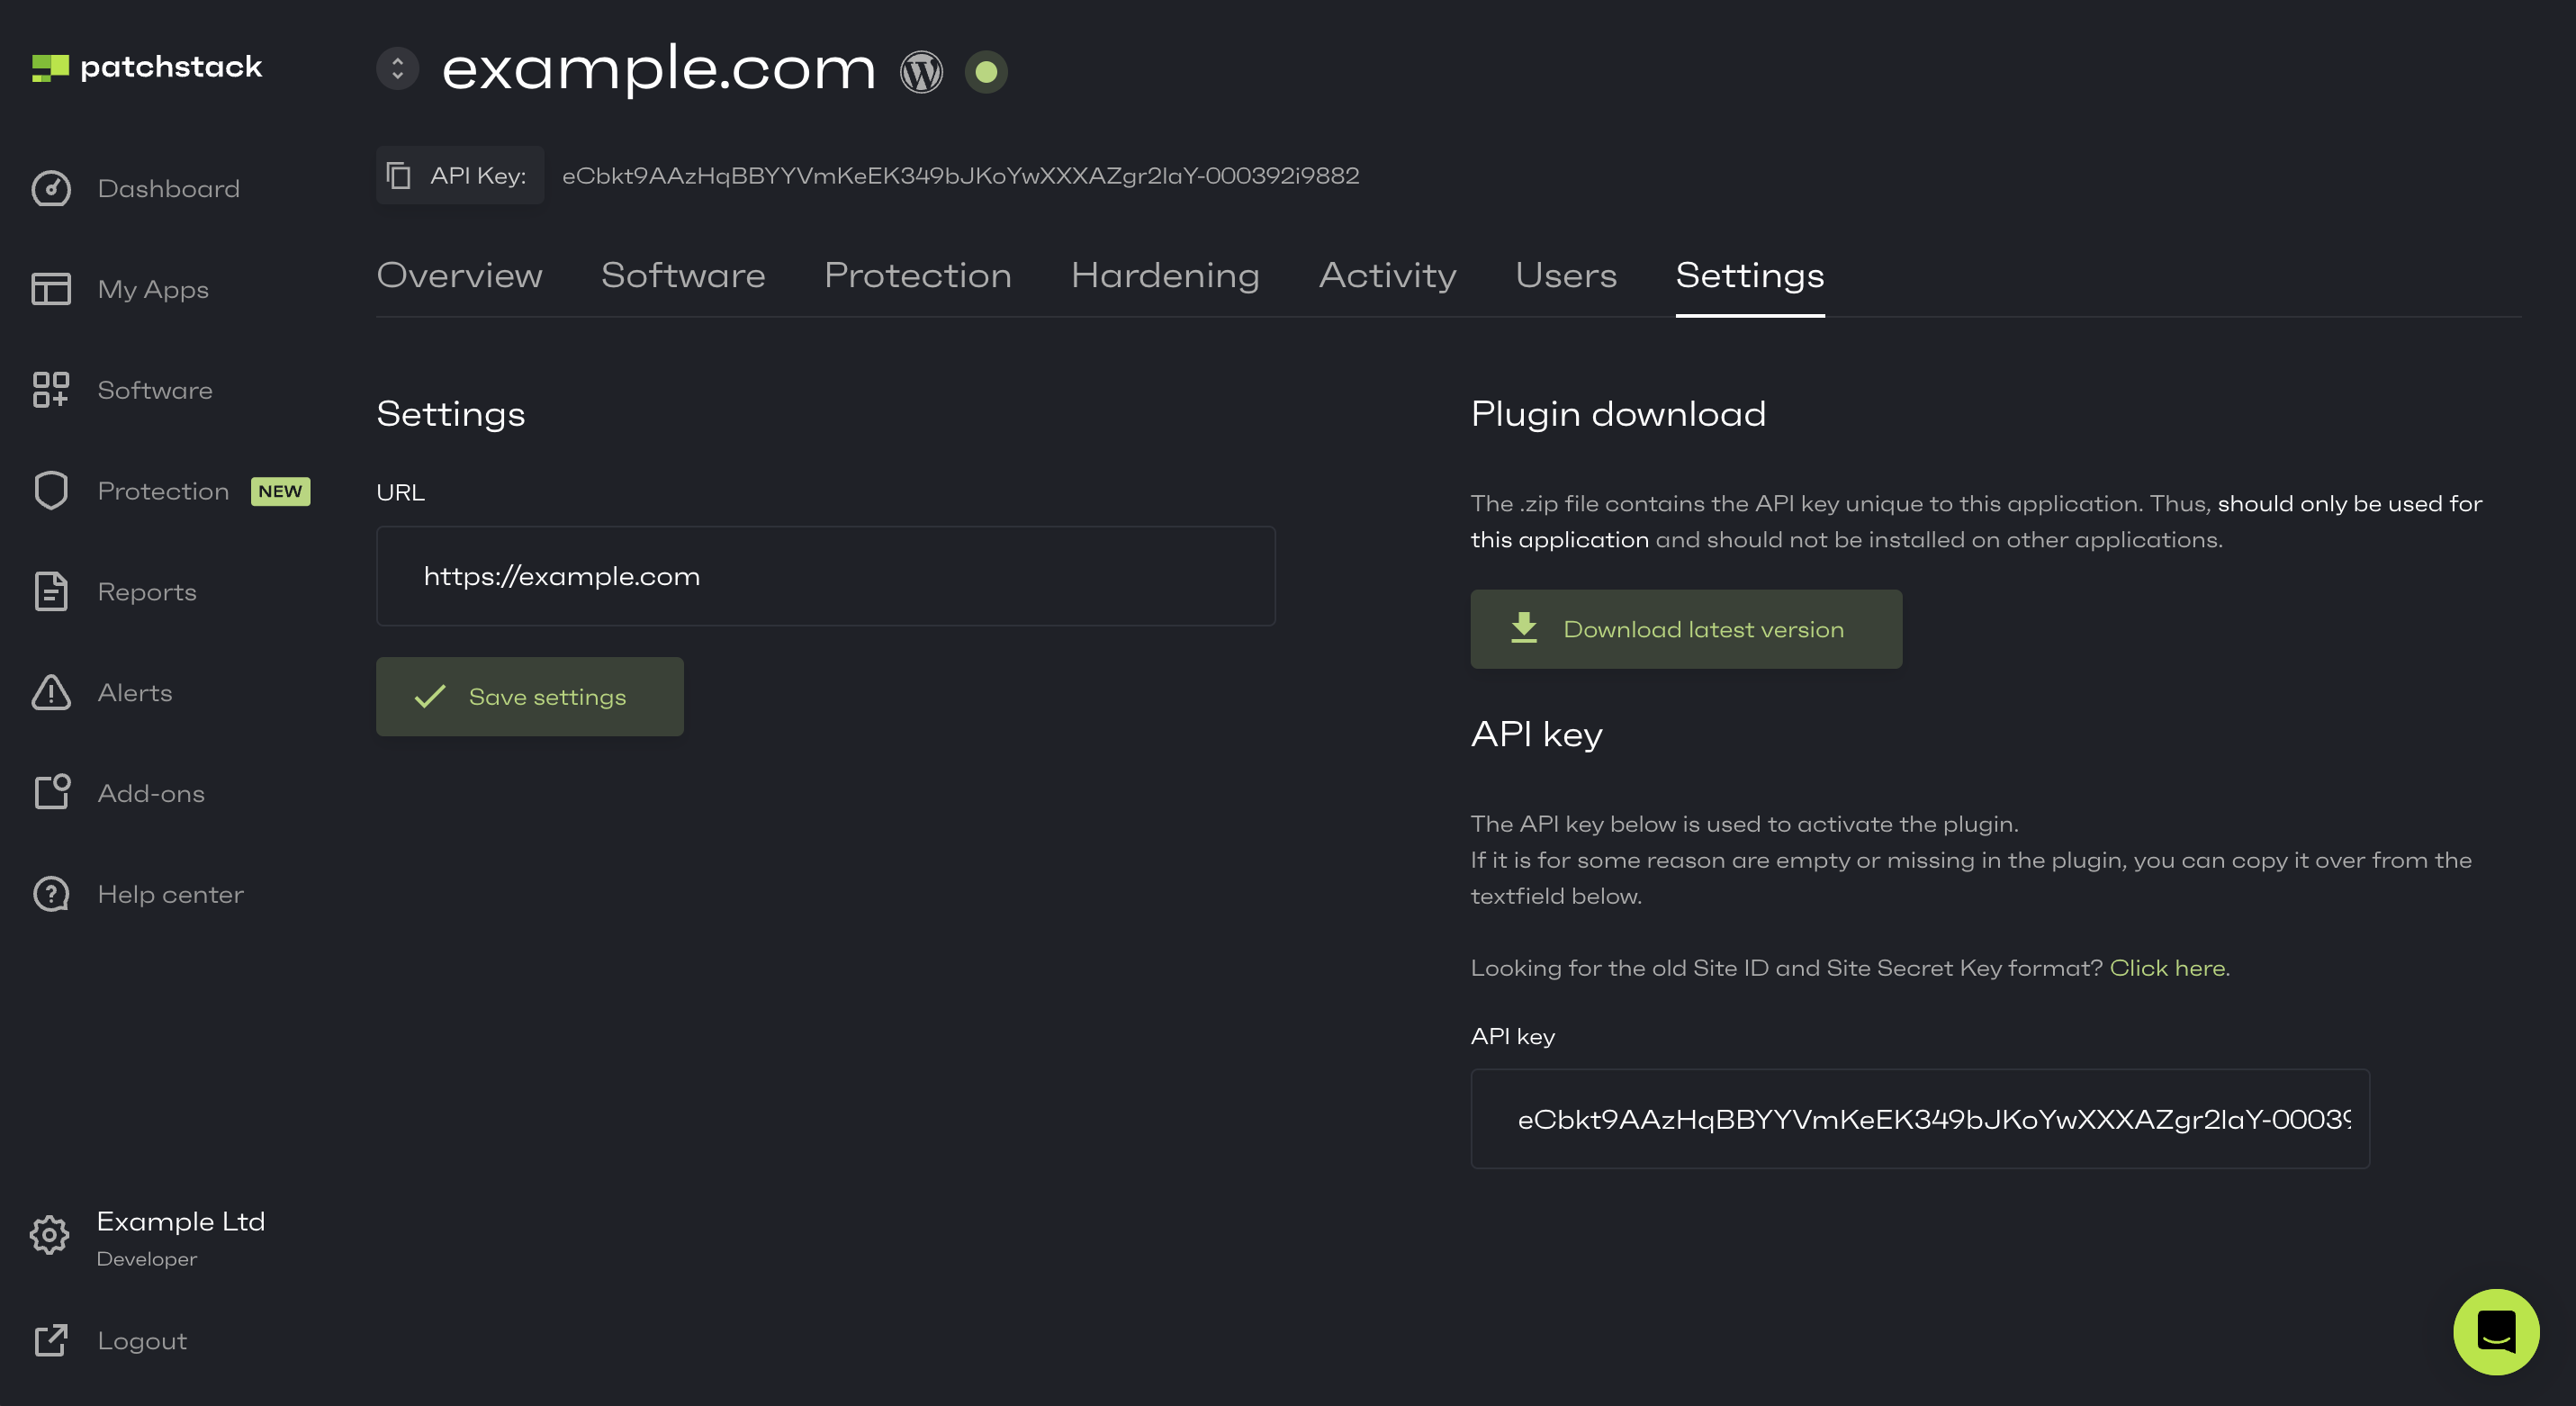 patchstack
Dashboard
My Apps
Software
Protection NEW
Reports
Alerts
Add-ons
Help center
Example Ltd
Developer
Logout
example.com
API Key: eCbkt9AAzHqBBYYVmKeEK349bJKoYwXXXAZgr2laY-000392i9882
Overview Software Protection Hardening Activity Users Settings
Settings
URL
https://example.com
Save settings
Plugin download
The .zip file contains the API key unique to this application. Thus, should only be used for
this application and should not be installed on other applications.
Download latest version
API key
The API key below is used to activate the plugin.
If it is for some reason are empty or missing in the plugin, you can copy it over from the
textfield below.
Looking for the old Site ID and Site Secret Key format? Click here.
API key
eCbkt9AAzHqBBYYVmKeEK349bJKoYwXXXAZgr2laY-00039